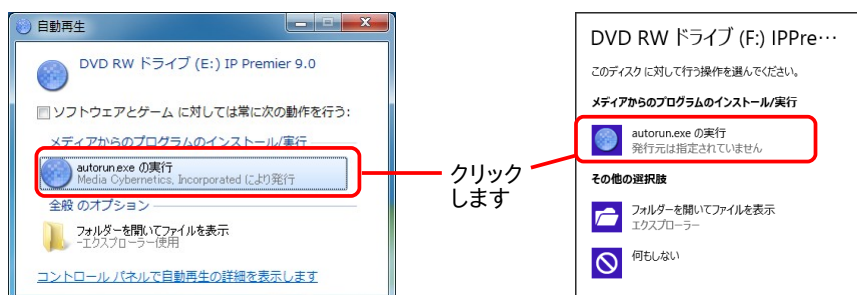 自動再生
DVD RW ドライブ (E:) IP Premier 9.0
ソフトウェアとゲーム に対しては常に次の動作を行う:
メディアからのプログラムのインストール/実行
autorun.exe の実行
Media Cybernetics, Incorporated により発行
全般 のオプション
フォルダーを開いてファイルを表示
-エクスプローラー使用
コントロール パネルで自動再生の詳細を表示します
クリック
します
DVD RW ドライブ (F:) IPPre…
このディスクに対して行う操作を選んでください。
メディアからのプログラムのインストール/実行
autorun.exe の実行
発行元は指定されていません
その他の選択肢
フォルダーを開いてファイルを表示
エクスプローラー
何もしない